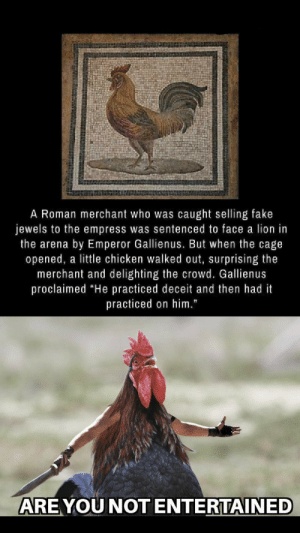 A Roman merchant who was caught selling fake
jewels to the empress was sentenced to face a lion in
the arena by Emperor Gallienus. But when the cage
opened, a little chicken walked out, surprising the
merchant and delighting the crowd. Gallienus
proclaimed "He practiced deceit and then had it
practiced on him."
ARE YOU NOT ENTERTAINED